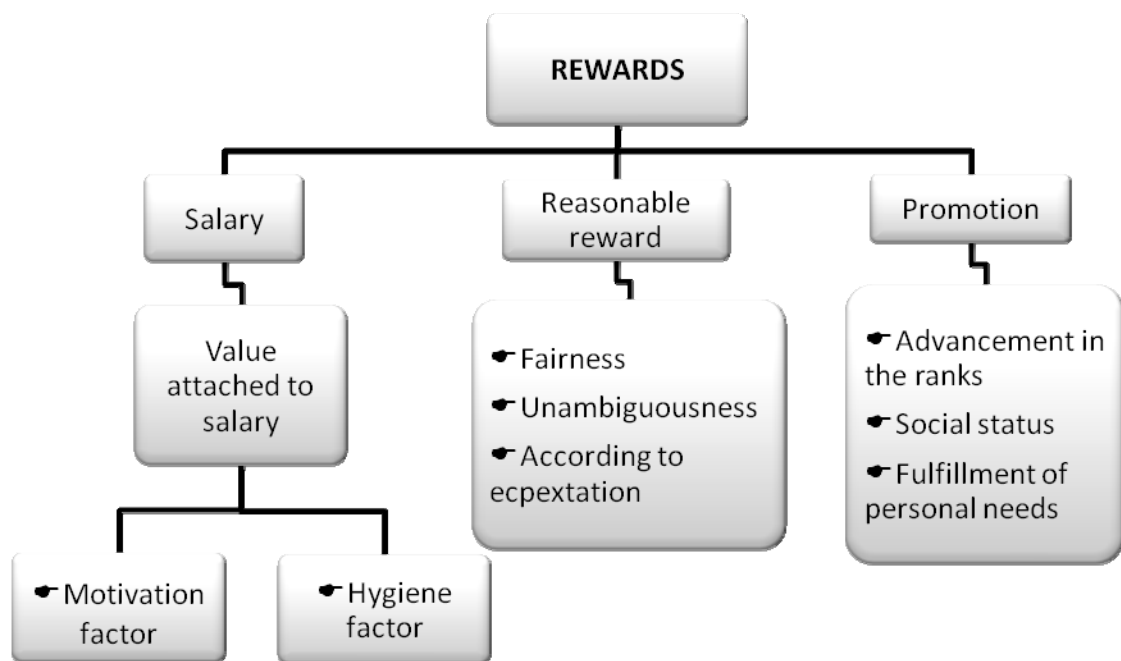 REWARDS
Salary
Reasonable
reward
Promotion
Value
attached to
salary
☛ Fairness
☛ Unambiguousness
☛ According to
ecpextation
☛ Advancement in
the ranks
☛ Social status
☛ Fulfillment of
personal needs
☛ Motivation
factor
☛ Hygiene
factor